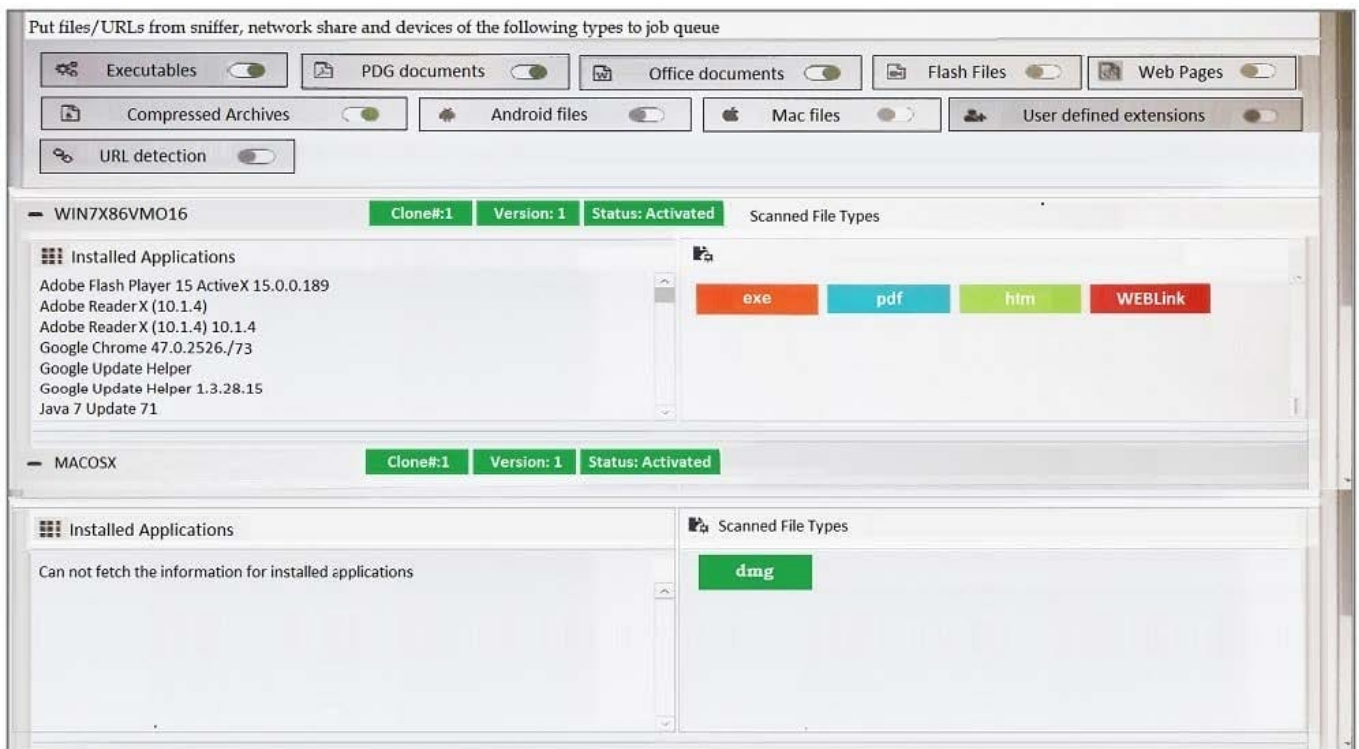 Put files/URLs from sniffer, network share and devices of the following types to job queue
Executables PDG documents Office documents Flash Files Web Pages
Compressed Archives Android files Mac files User defined extensions
URL detection
WIN7X86VMO16 Clone#:1 Version: 1 Status: Activated Scanned File Types
Installed Applications
Adobe Flash Player 15 ActiveX 15.0.0.189
Adobe Reader X (10.1.4)
Adobe Reader X (10.1.4) 10.1.4
Google Chrome 47.0.2526./73
Google Update Helper
Google Update Helper 1.3.28.15
Java 7 Update 71
exe pdf htm WEBLink
MACOSX Clone#:1 Version: 1 Status: Activated
Installed Applications
Can not fetch the information for installed applications
Scanned File Types
dmg